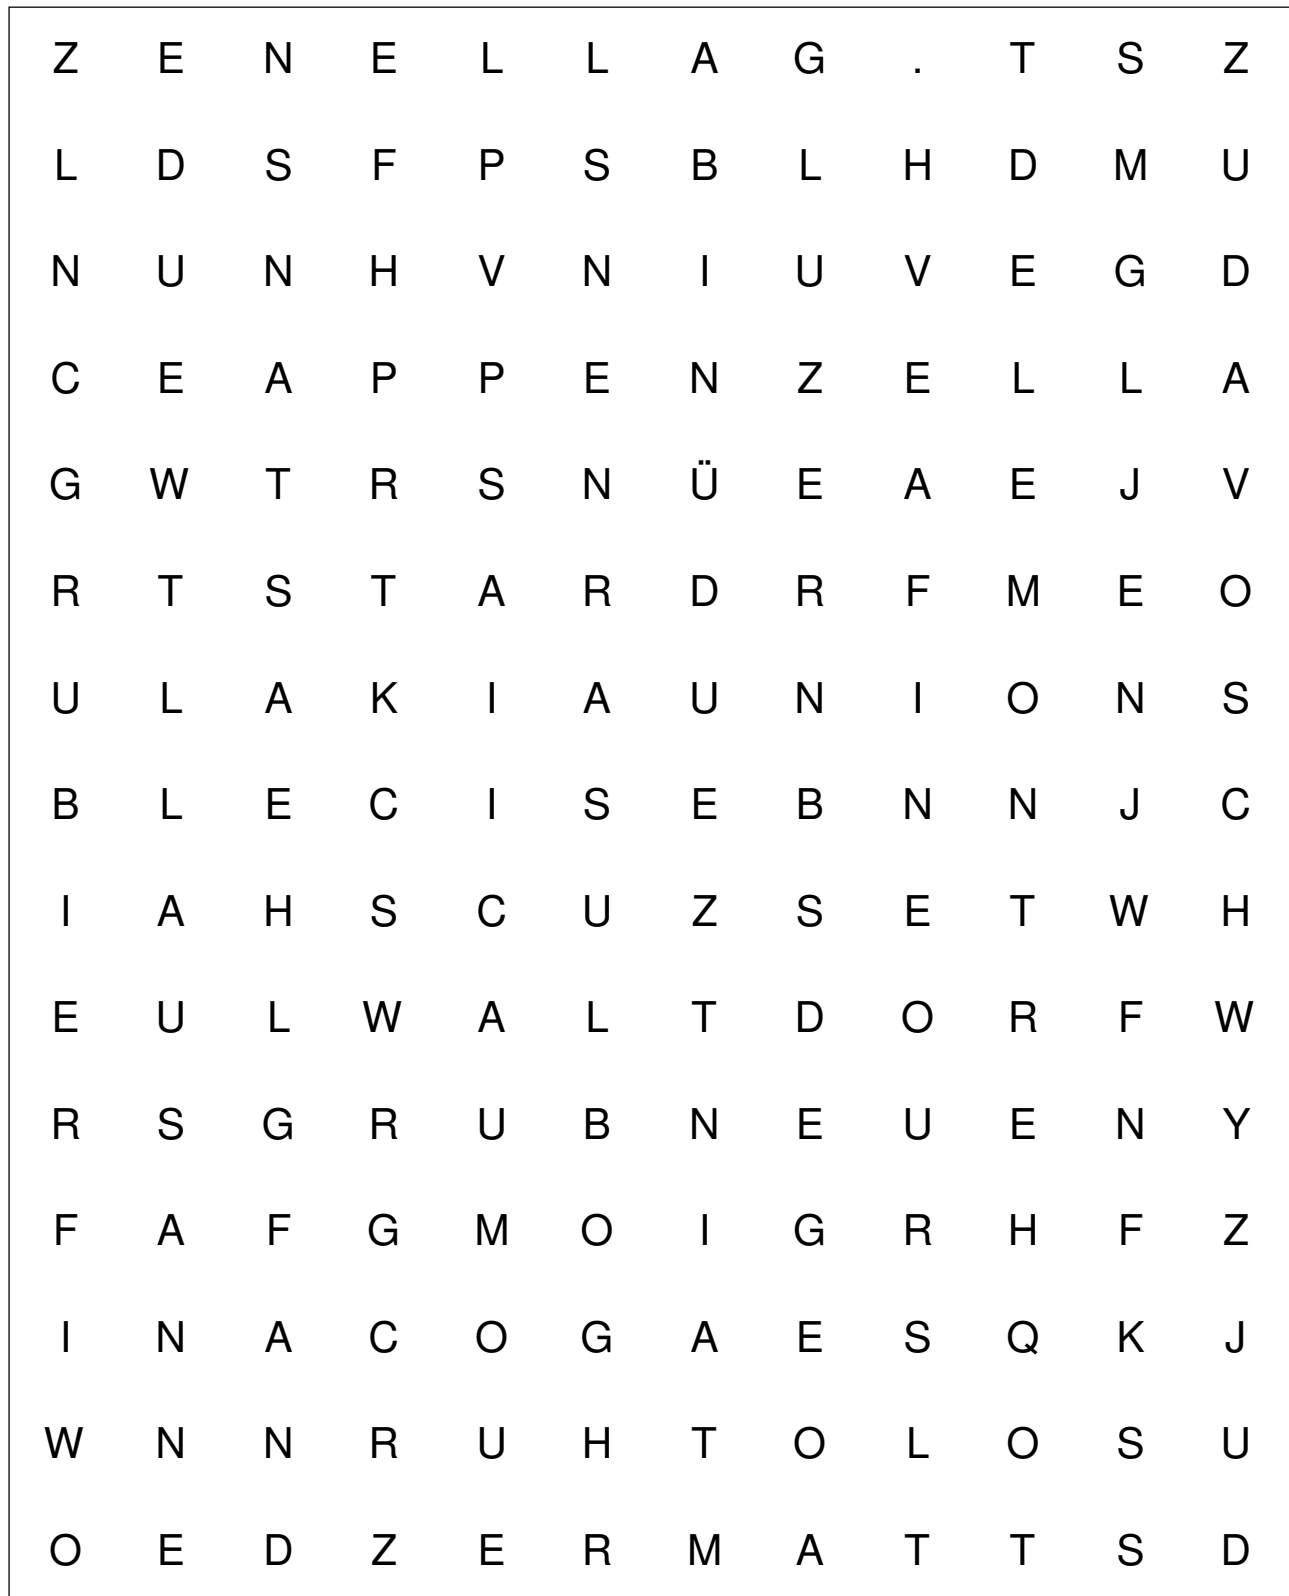 Z E N E L L A G . T S Z
L D S F P S B L H D M U
N U N H V N I U V E G D
C E A P P E N Z E L L A
G W T R S N Ü E A E J V
R T S T A R D R F M E O
U L A K I A U N I O N S
B L E C I S E B N N J C
I A H S C U Z S E T W H
E U L W A L T D O R F W
R S G R U B N E U E N Y
F A F G M O I G R H F Z
I N A C O G A E S Q K J
W N N R U H T O L O S U
O E D Z E R M A T T S D